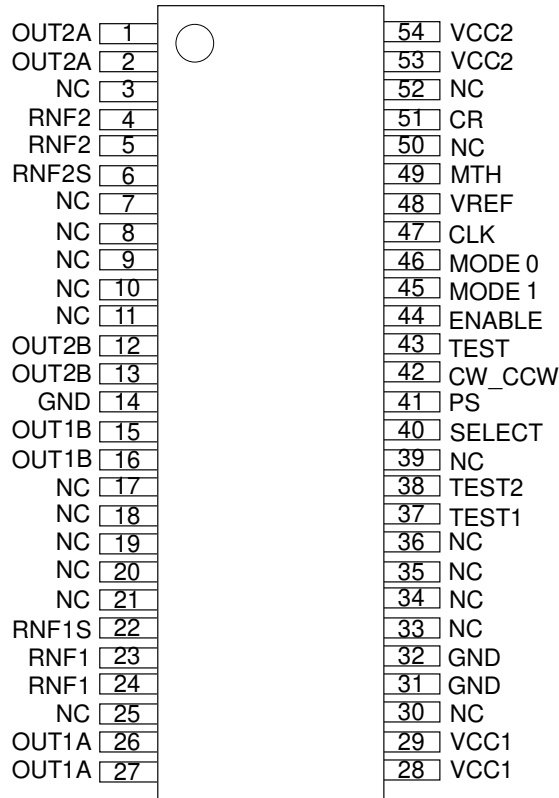 OUT2A 1
OUT2A 2
NC 3
RNF2 4
RNF2 5
RNF2S 6
NC 7
NC 8
NC 9
NC 10
NC 11
OUT2B 12
OUT2B 13
GND 14
OUT1B 15
OUT1B 16
NC 17
NC 18
NC 19
NC 20
NC 21
RNF1S 22
RNF1 23
RNF1 24
NC 25
OUT1A 26
OUT1A 27
54 VCC2
53 VCC2
52 NC
51 CR
50 NC
49 MTH
48 VREF
47 CLK
46 MODE 0
45 MODE 1
44 ENABLE
43 TEST
42 CW_CCW
41 PS
40 SELECT
39 NC
38 TEST2
37 TEST1
36 NC
35 NC
34 NC
33 NC
32 GND
31 GND
30 NC
29 VCC1
28 VCC1